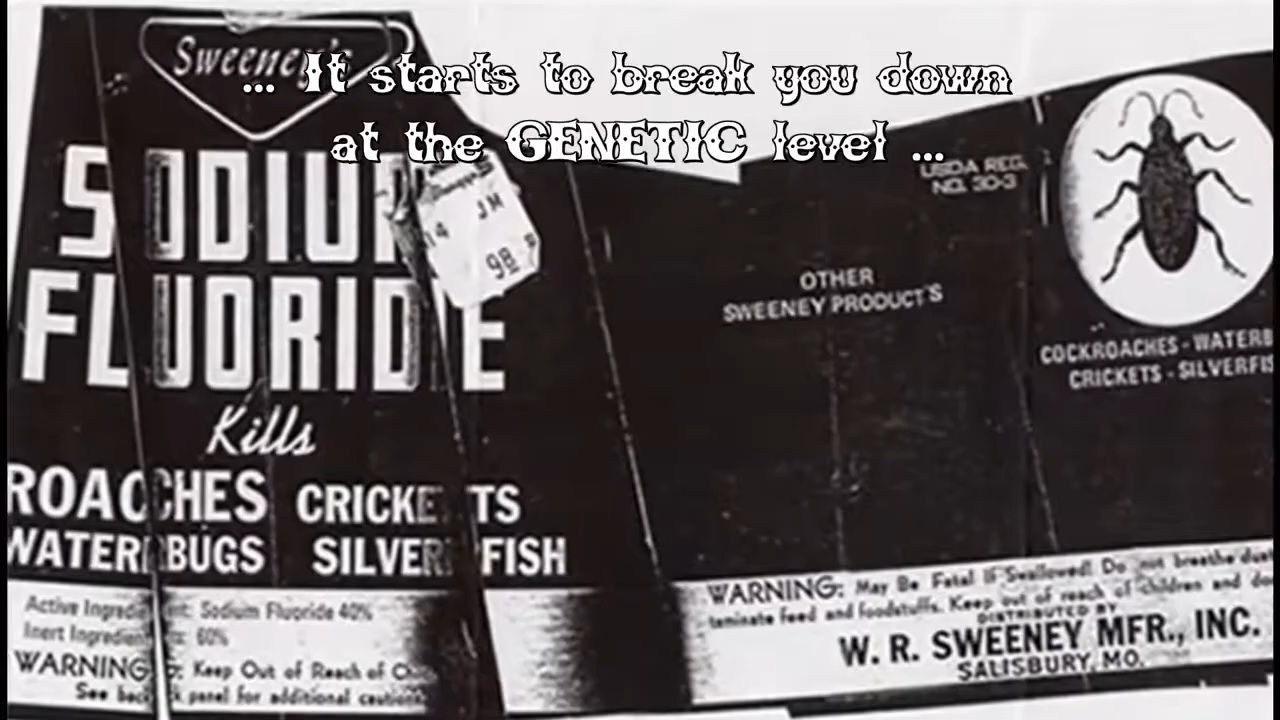 Sweeney's
... It starts to break you down
at the GENETIC level ...
SODIUM
FLUORIDE
Kills
ROACHES CRICKETS
WATERBUGS SILVERFISH
Active Ingredient: Sodium Fluoride 40%
Inert Ingredients: 60%
WARNING: Keep Out of Reach of
See back panel for additional cautions
14 JM
98
USDA REG.
NO. 30-3
OTHER
SWEENEY PRODUCTS
COCKROACHES - WATERB
CRICKETS - SILVERFIS
WARNING: May Be Fatal If Swallowed! Do not breathe dust
taminate feed and foodstuffs. Keep out of reach of children and do
DISTRIBUTED BY
W. R. SWEENEY MFR., INC.
SALISBURY, MO.